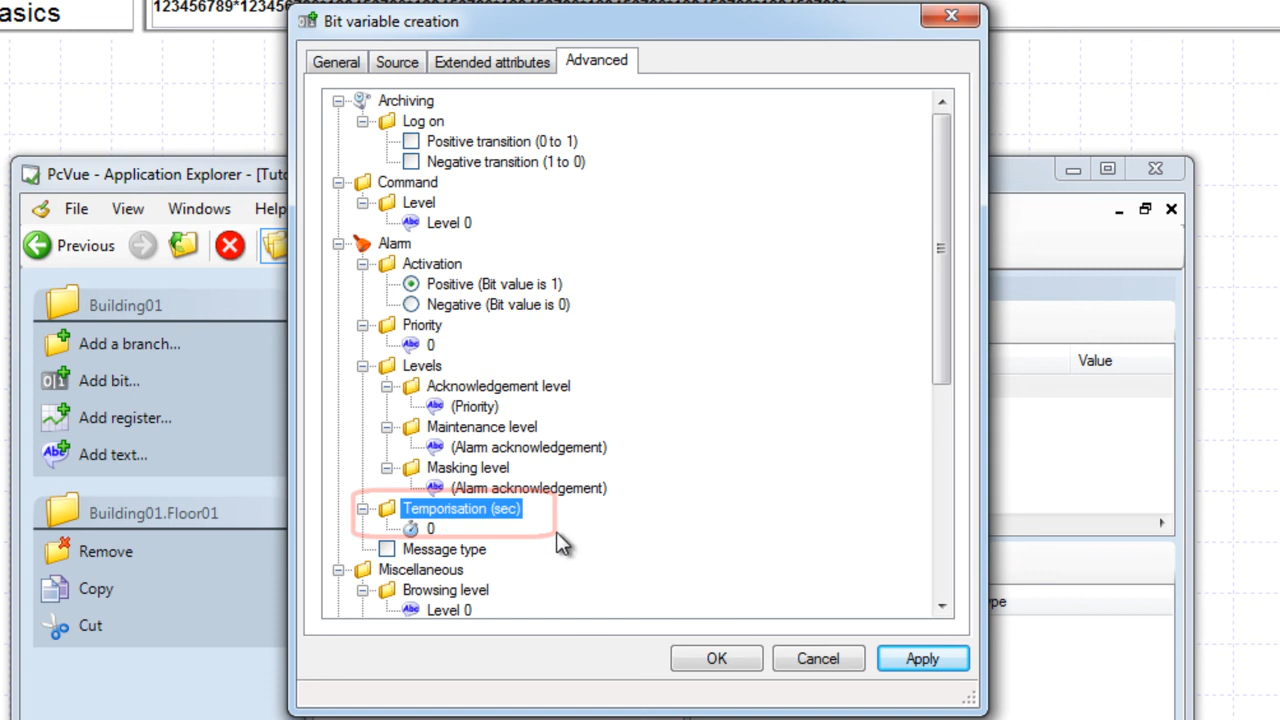 asics
Bit variable creation
General
Source
Extended attributes
Advanced
Archiving
Log on
Positive transition (0 to 1)
Negative transition (1 to 0)
Command
Level
Level 0
Alarm
Activation
Positive (Bit value is 1)
Negative (Bit value is 0)
Priority
0
Levels
Acknowledgement level
(Priority)
Maintenance level
(Alarm acknowledgement)
Masking level
(Alarm acknowledgement)
Temporisation (sec)
0
Message type
Miscellaneous
Browsing level
Level 0
OK
Cancel
Apply
PcVue - Application Explorer - [Tuto
File View Windows Help
Previous
Building01
Add a branch...
Add bit...
Add register...
Add text...
Building01.Floor01
Remove
Copy
Cut
Value